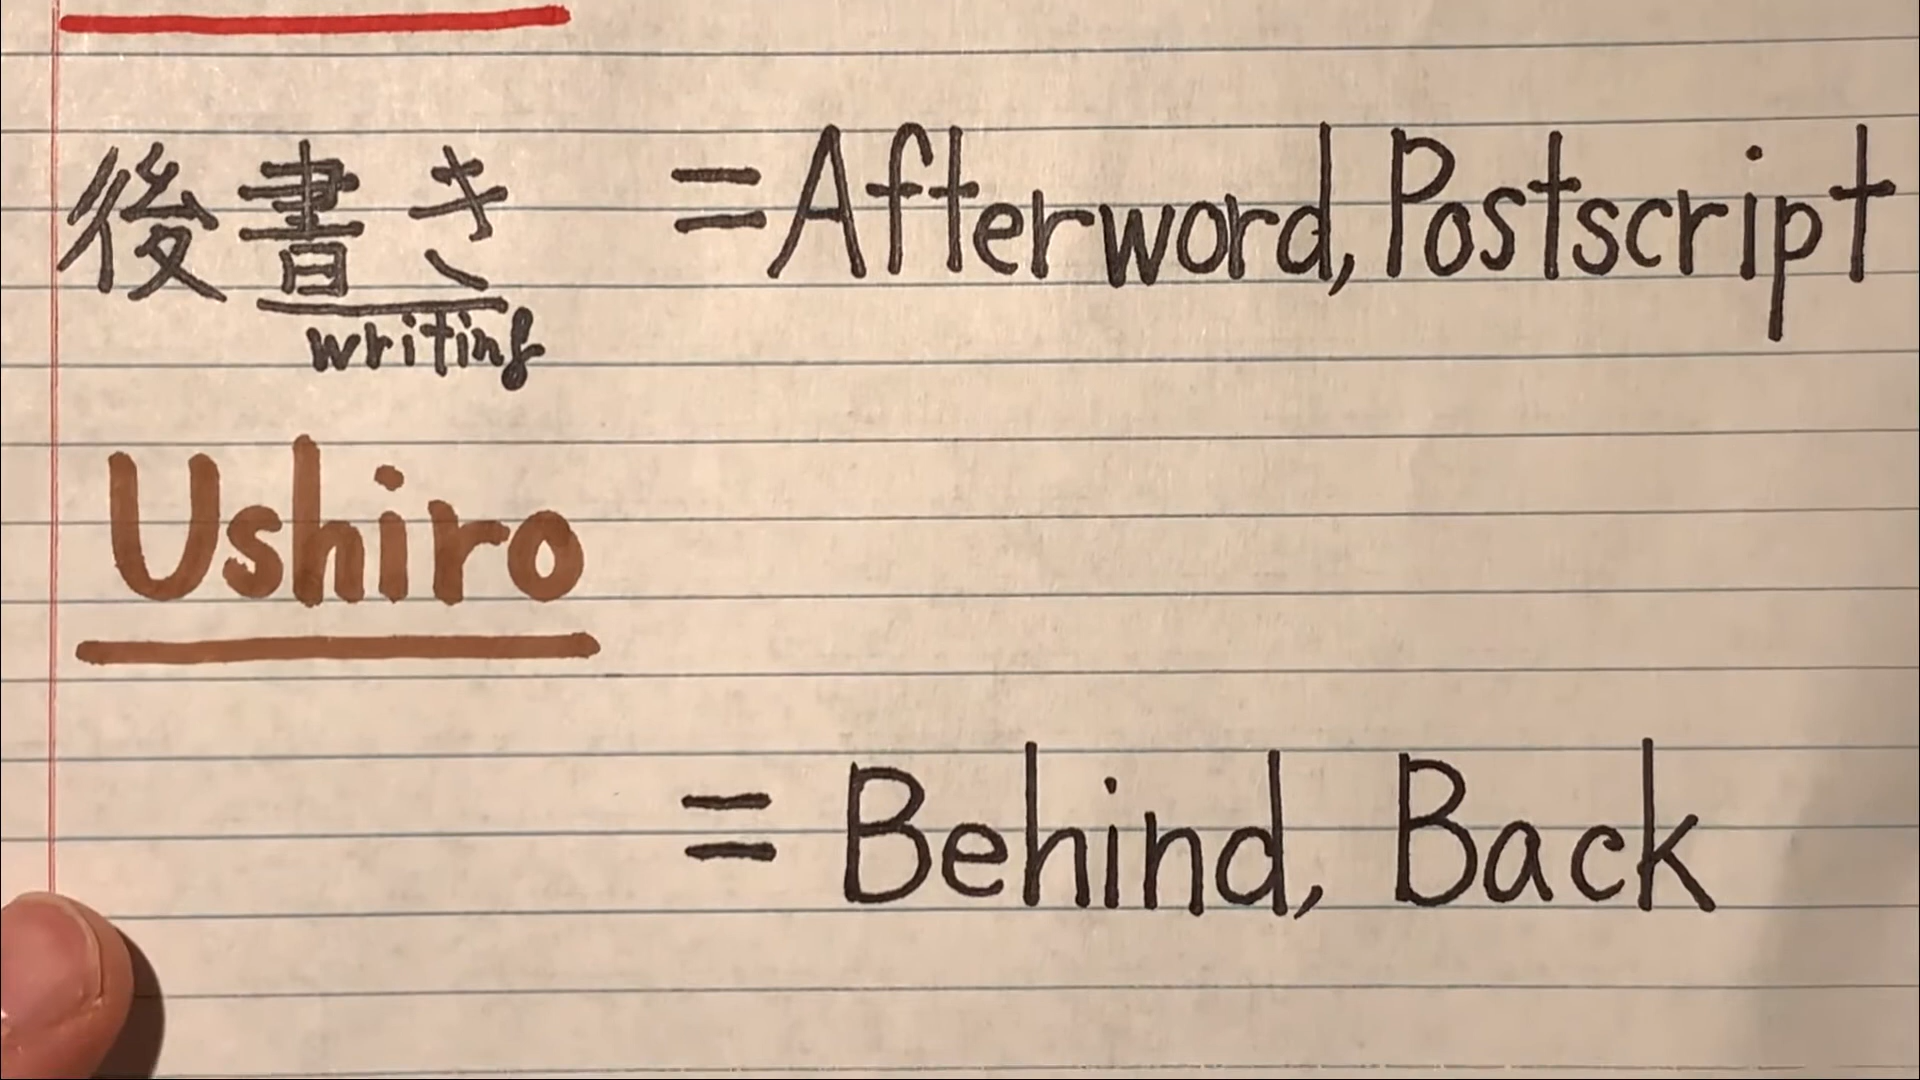 後書き =Afterword, Postscript
writing
Ushiro
= Behind, Back